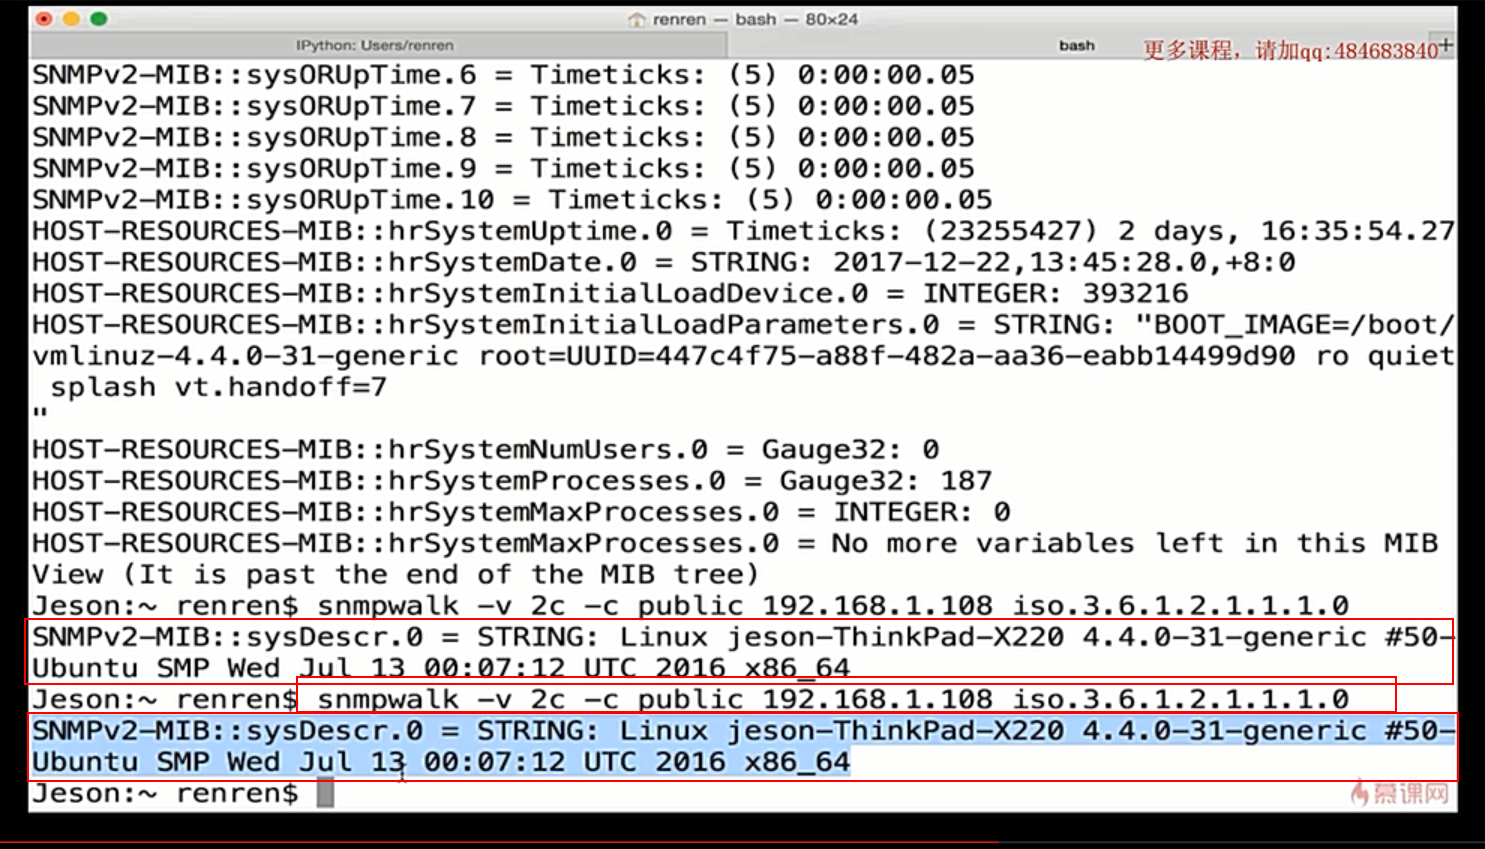 renren — bash — 80×24
IPython: Users/renren
bash
更多课程，请加qq:484683840
+
SNMPv2-MIB::sysORUpTime.6 = Timeticks: (5) 0:00:00.05
SNMPv2-MIB::sysORUpTime.7 = Timeticks: (5) 0:00:00.05
SNMPv2-MIB::sysORUpTime.8 = Timeticks: (5) 0:00:00.05
SNMPv2-MIB::sysORUpTime.9 = Timeticks: (5) 0:00:00.05
SNMPv2-MIB::sysORUpTime.10 = Timeticks: (5) 0:00:00.05
HOST-RESOURCES-MIB::hrSystemUptime.0 = Timeticks: (23255427) 2 days, 16:35:54.27
HOST-RESOURCES-MIB::hrSystemDate.0 = STRING: 2017-12-22,13:45:28.0,+8:0
HOST-RESOURCES-MIB::hrSystemInitialLoadDevice.0 = INTEGER: 393216
HOST-RESOURCES-MIB::hrSystemInitialLoadParameters.0 = STRING: "BOOT_IMAGE=/boot/
vmlinuz-4.4.0-31-generic root=UUID=447c4f75-a88f-482a-aa36-eabb14499d90 ro quiet
 splash vt.handoff=7
"
HOST-RESOURCES-MIB::hrSystemNumUsers.0 = Gauge32: 0
HOST-RESOURCES-MIB::hrSystemProcesses.0 = Gauge32: 187
HOST-RESOURCES-MIB::hrSystemMaxProcesses.0 = INTEGER: 0
HOST-RESOURCES-MIB::hrSystemMaxProcesses.0 = No more variables left in this MIB
View (It is past the end of the MIB tree)
Jeson:~ renren$ snmpwalk -v 2c -c public 192.168.1.108 iso.3.6.1.2.1.1.1.0
SNMPv2-MIB::sysDescr.0 = STRING: Linux jeson-ThinkPad-X220 4.4.0-31-generic #50-
Ubuntu SMP Wed Jul 13 00:07:12 UTC 2016 x86_64
Jeson:~ renren$ snmpwalk -v 2c -c public 192.168.1.108 iso.3.6.1.2.1.1.1.0
SNMPv2-MIB::sysDescr.0 = STRING: Linux jeson-ThinkPad-X220 4.4.0-31-generic #50-
Ubuntu SMP Wed Jul 13 00:07:12 UTC 2016 x86_64
Jeson:~ renren$
慕课网